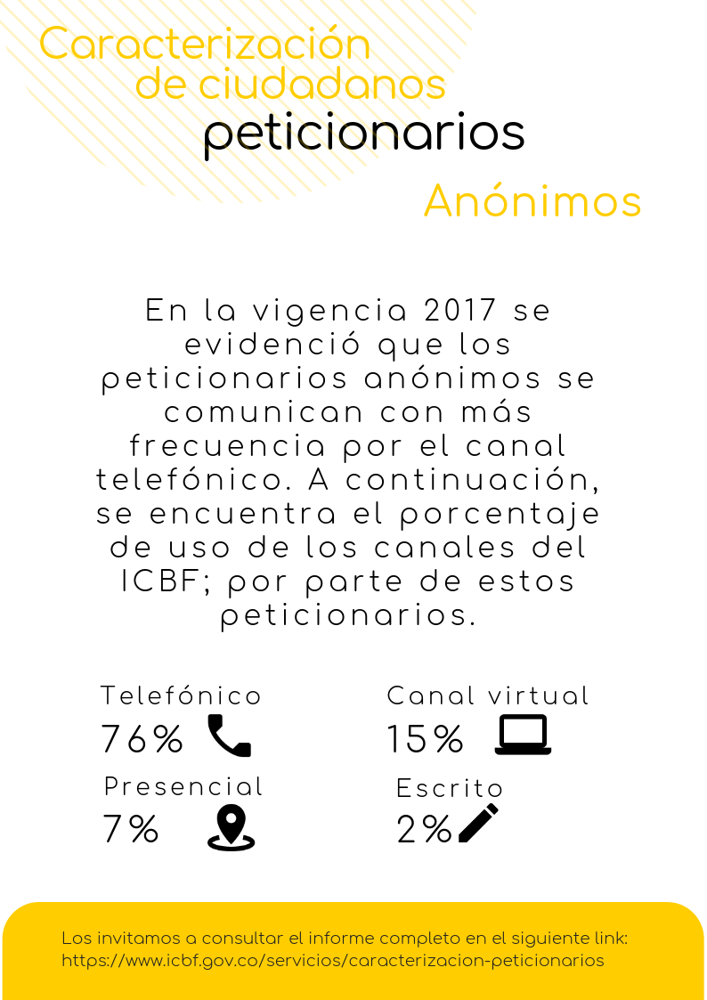 Caracterización
de ciudadanos
peticionarios
Anónimos
En la vigencia 2017 se
evidenció que los
peticionarios anónimos se
comunican con más
frecuencia por el canal
telefónico. A continuación,
se encuentra el porcentaje
de uso de los canales del
ICBF; por parte de estos
peticionarios.
Telefónico
76%
Canal virtual
15%
Presencial
7%
Escrito
2%
Los invitamos a consultar el informe completo en el siguiente link:
https://www.icbf.gov.co/servicios/caracterizacion-peticionarios